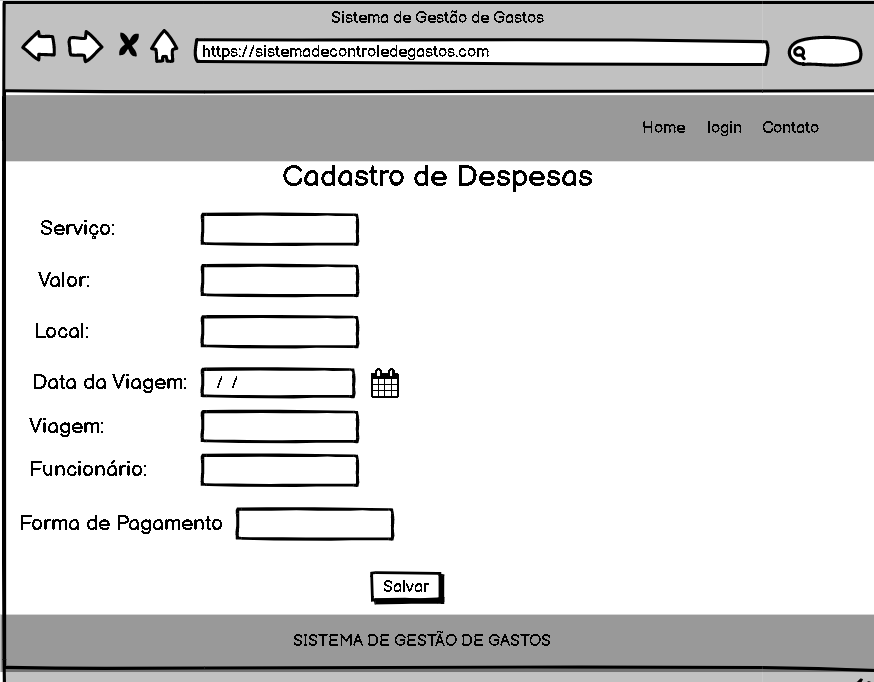 Sistema de Gestão de Gastos
https://sistemadecontroledegastos.com
Home login Contato
Cadastro de Despesas
Serviço:
Valor:
Local:
Data da Viagem: / /
Viagem:
Funcionário:
Forma de Pagamento
Salvar
SISTEMA DE GESTÃO DE GASTOS